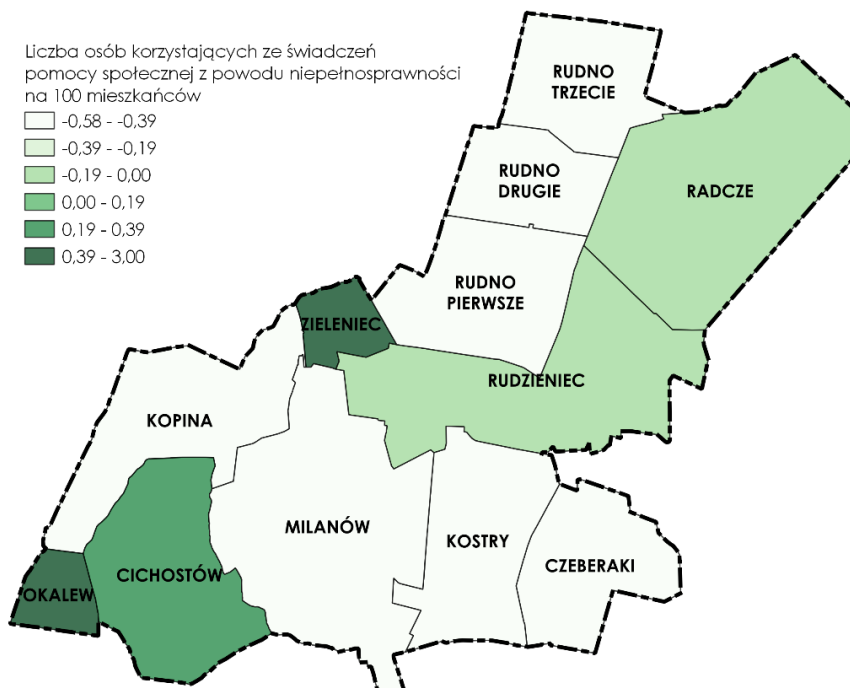 Liczba osób korzystających ze świadczeń
pomocy społecznej z powodu niepełnosprawności
na 100 mieszkańców
-0,58 - -0,39
-0,39 - -0,19
-0,19 - 0,00
0,00 - 0,19
0,19 - 0,39
0,39 - 3,00
RUDNO
TRZECIE
RUDNO
DRUGIE
RADCZE
RUDNO
PIERWSZE
ZIELENIEC
RUDZIENIEC
KOPINA
MILANÓW
KOSTRY
CZEBERAKI
CICHOSTÓW
OKALEW